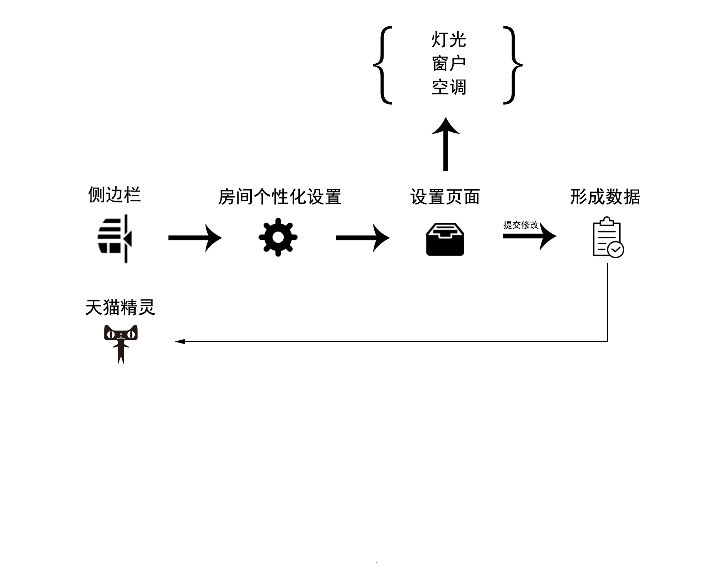 灯光
窗户
空调
侧边栏
房间个性化设置
设置页面
形成数据
提交修改
天猫精灵